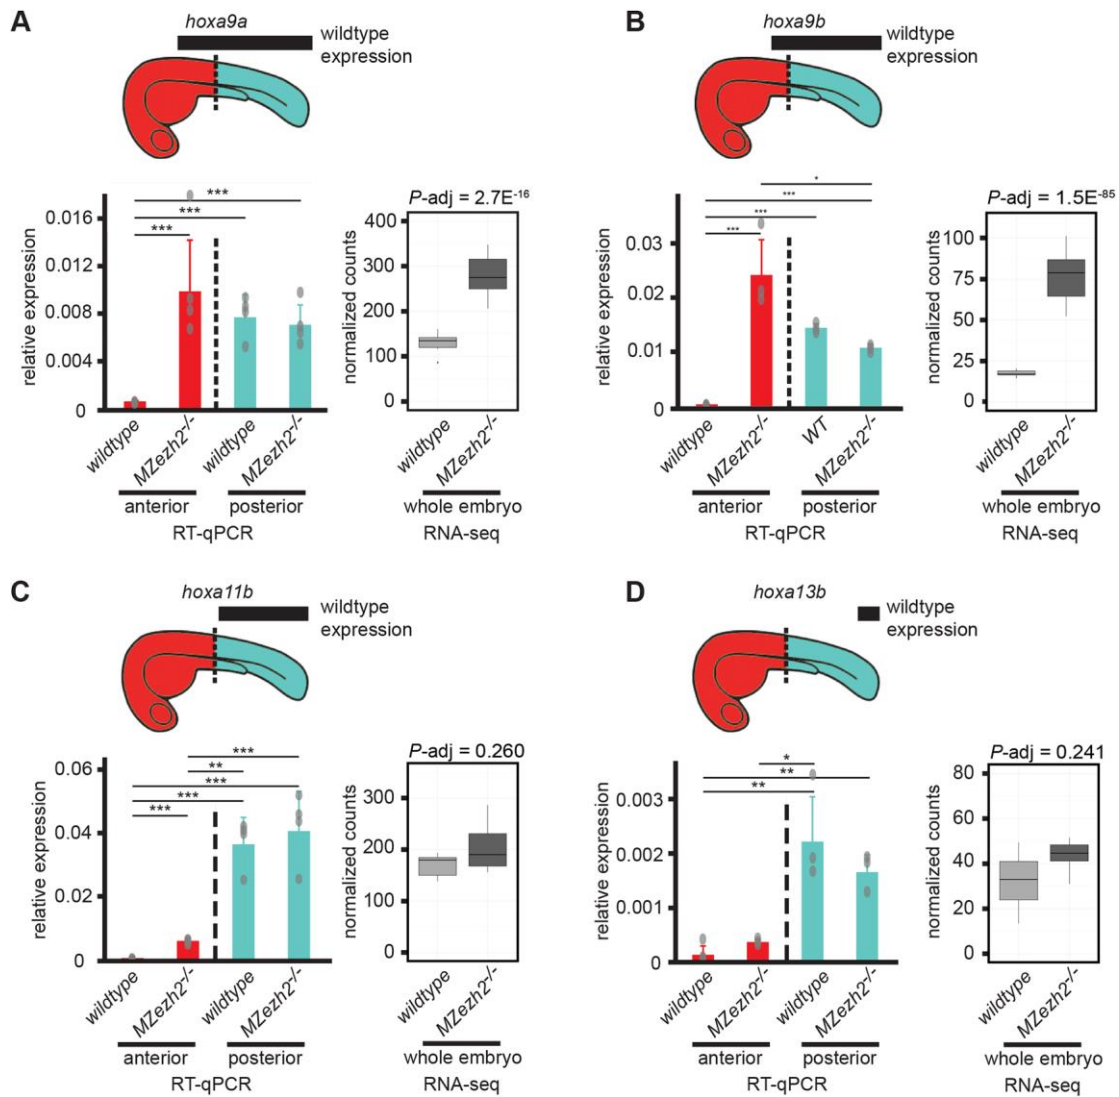 A
hoxa9a
wildtype
expression
***
***
***
relative expression
0.016
0.012
0.008
0.004
0
wildtype
MZezh2-/-
wildtype
MZezh2-/-
anterior
posterior
RT-qPCR
P-adj = 2.7E-16
normalized counts
400
300
200
100
0
wildtype
MZezh2-/-
whole embryo
RNA-seq
B
hoxa9b
wildtype
expression
*
***
***
***
relative expression
0.03
0.02
0.01
0
wildtype
MZezh2-/-
WT
MZezh2-/-
anterior
posterior
RT-qPCR
P-adj = 1.5E-85
normalized counts
100
75
50
25
0
wildtype
MZezh2-/-
whole embryo
RNA-seq
C
hoxa11b
wildtype
expression
***
**
***
***
***
relative expression
0.06
0.04
0.02
0
wildtype
MZezh2-/-
wildtype
MZezh2-/-
anterior
posterior
RT-qPCR
P-adj = 0.260
normalized counts
300
200
100
0
wildtype
MZezh2-/-
whole embryo
RNA-seq
D
hoxa13b
wildtype
expression
*
**
**
relative expression
0.003
0.002
0.001
0
wildtype
MZezh2-/-
wildtype
MZezh2-/-
anterior
posterior
RT-qPCR
P-adj = 0.241
normalized counts
80
60
40
20
0
wildtype
MZezh2-/-
whole embryo
RNA-seq